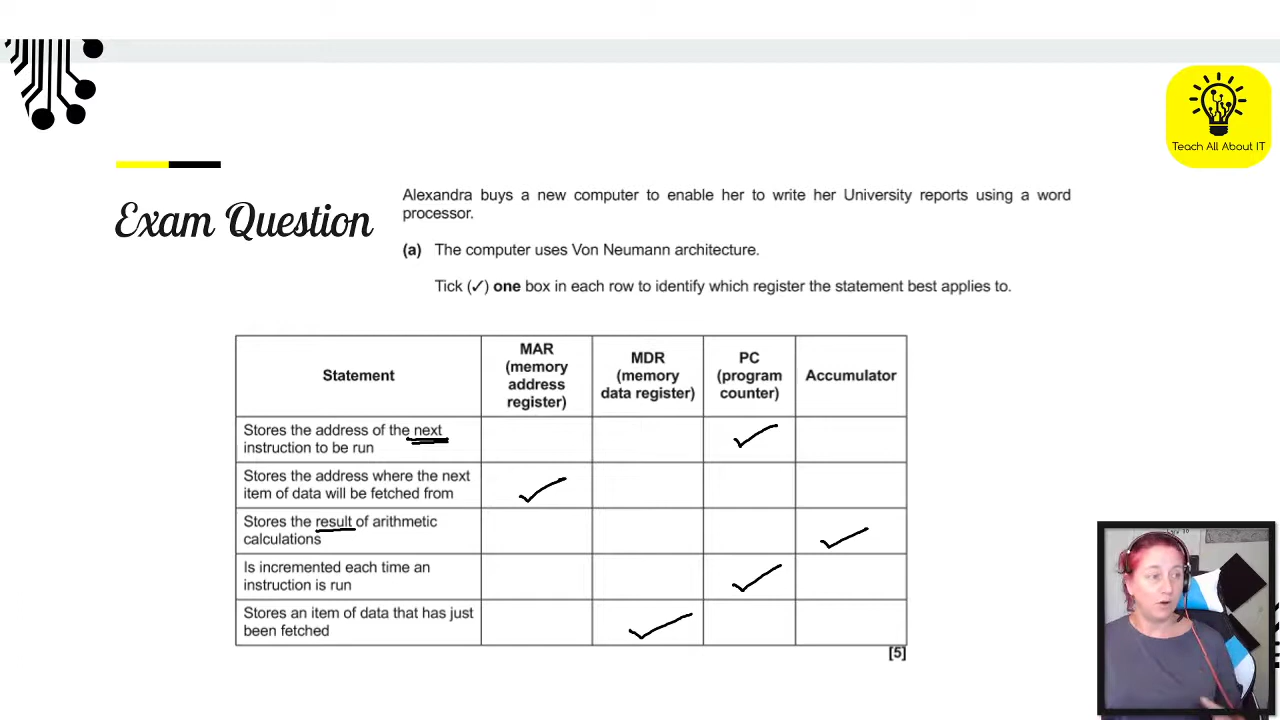 Teach All About IT
Exam Question
Alexandra buys a new computer to enable her to write her University reports using a word
processor.
(a) The computer uses Von Neumann architecture.
Tick (✓) one box in each row to identify which register the statement best applies to.
Statement
MAR
(memory
address
register)
MDR
(memory
data register)
PC
(program
counter)
Accumulator
Stores the address of the next
instruction to be run
✓
Stores the address where the next
item of data will be fetched from
✓
Stores the result of arithmetic
calculations
✓
Is incremented each time an
instruction is run
✓
Stores an item of data that has just
been fetched
✓
[5]